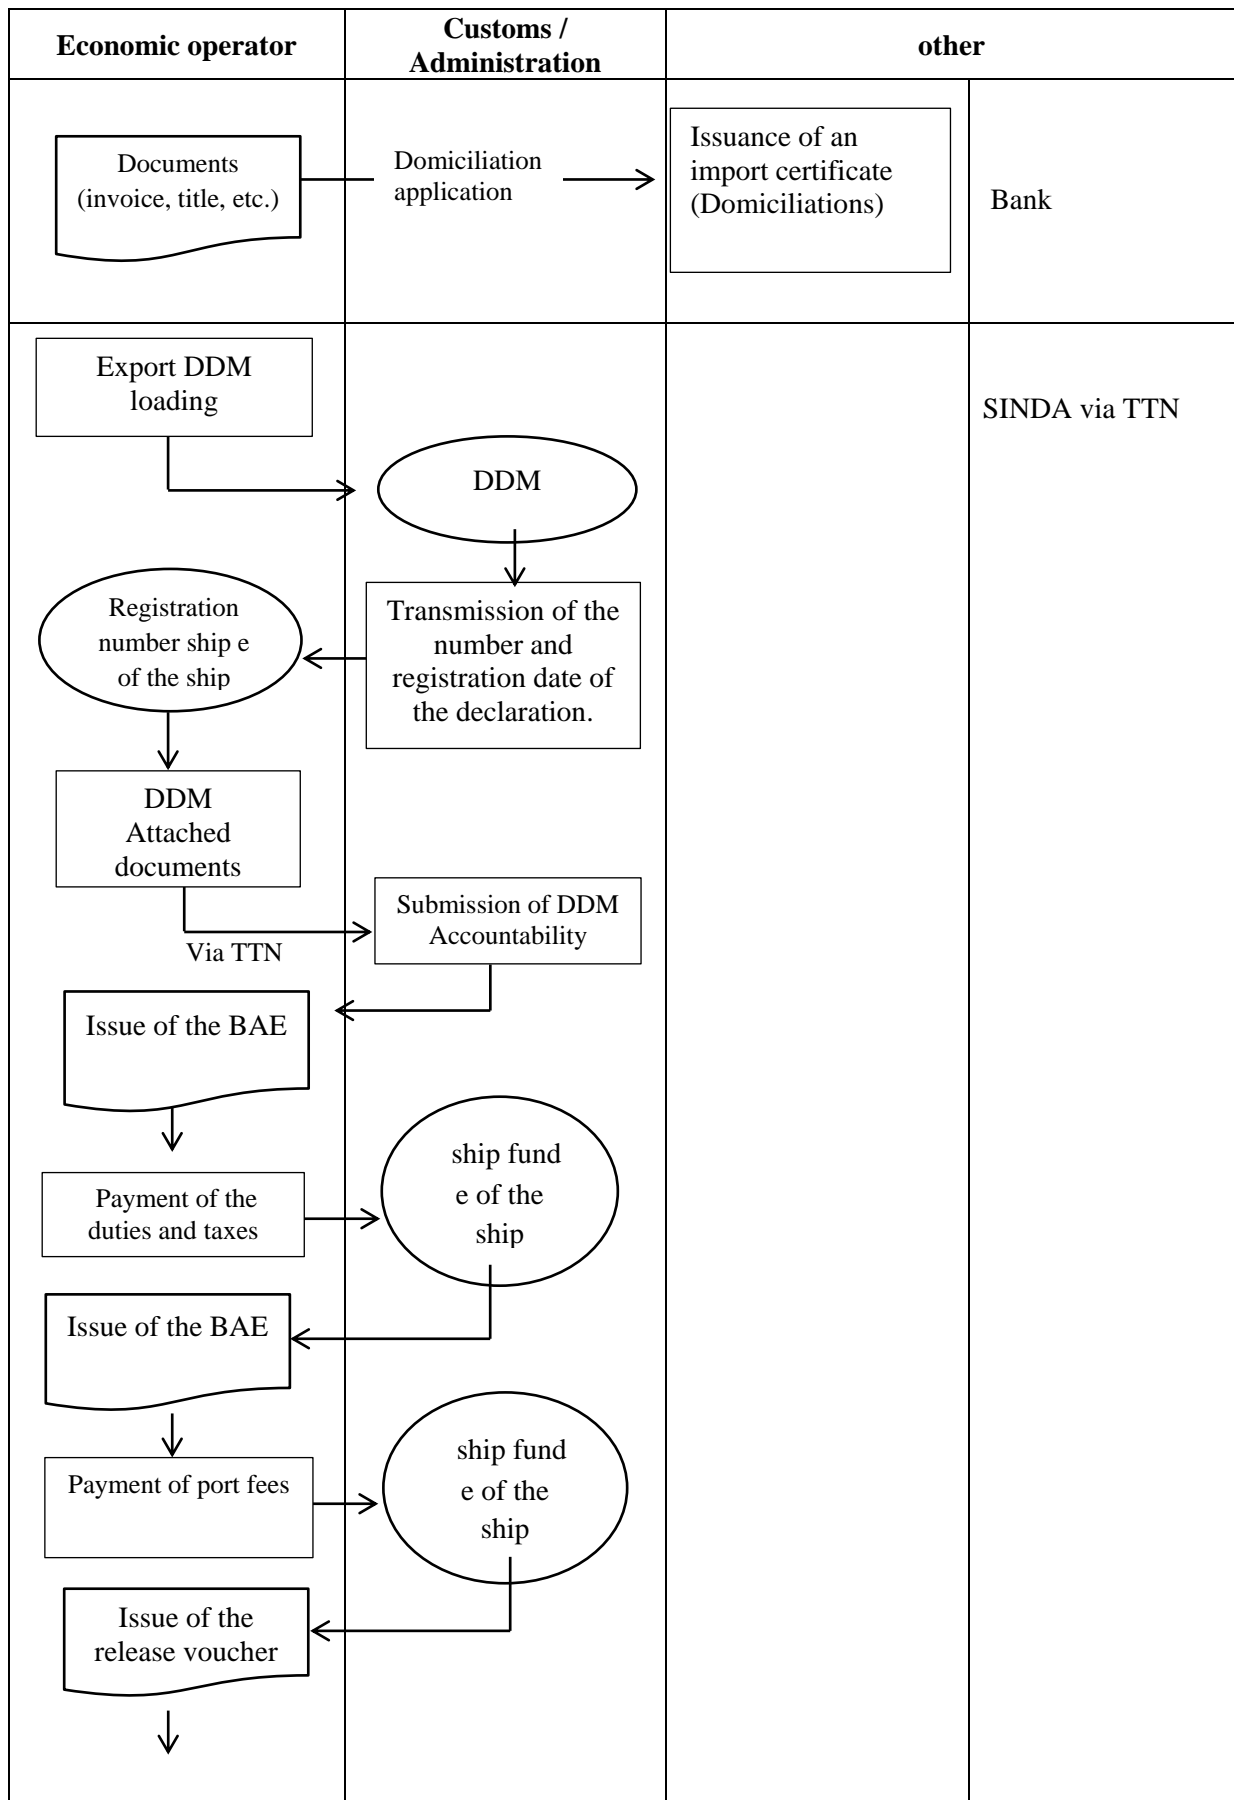 Economic operator
Customs /
Administration
other
Documents
(invoice, title, etc.)
Domiciliation
application
Issuance of an
import certificate
(Domiciliations)
Bank
Export DDM
loading
SINDA via TTN
DDM
Registration
number ship e
of the ship
Transmission of the
number and
registration date of
the declaration.
DDM
Attached
documents
Submission of DDM
Accountability
Via TTN
Issue of the BAE
ship fund
e of the
ship
Payment of the
duties and taxes
Issue of the BAE
ship fund
e of the
ship
Payment of port fees
Issue of the
release voucher